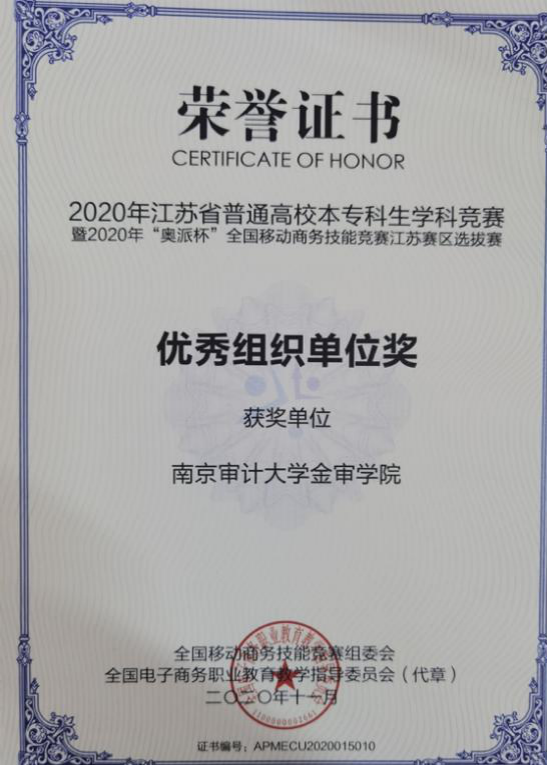 荣誉证书
CERTIFICATE OF HONOR
2020年江苏省普通高校本专科生学科竞赛
暨2020年“奥派杯”全国移动商务技能竞赛江苏赛区选拔赛
优秀组织单位奖
获奖单位
南京审计大学金审学院
全国移动商务技能竞赛组委会
全国电子商务职业教育教学指导委员会（代章）
二〇二〇年十一月
证书编号：APMECU2020015010